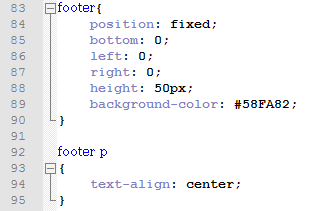 83 footer{
84     position: fixed;
85     bottom: 0;
86     left: 0;
87     right: 0;
88     height: 50px;
89     background-color: #58FA82;
90 }
91
92 footer p
93 {
94     text-align: center;
95 }